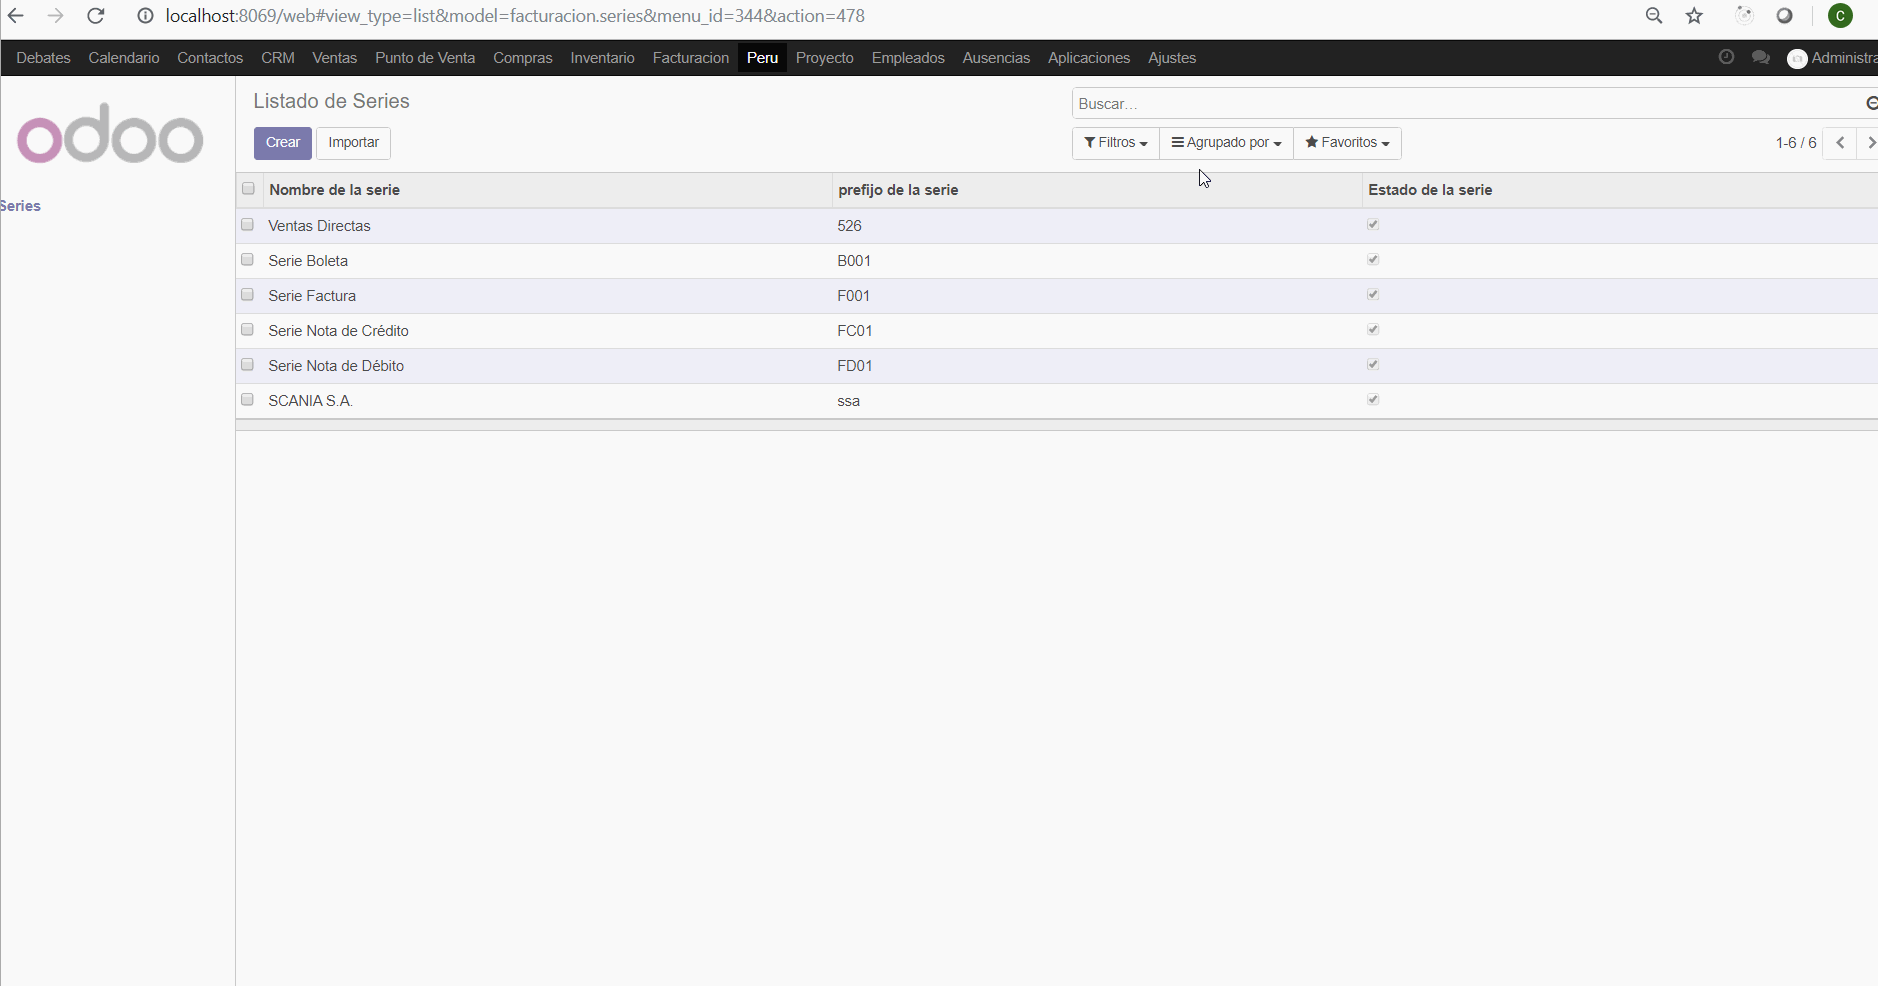 localhost:8069/web#view_type=list&model=facturacion.series&menu_id=344&action=478
C
Debates Calendario Contactos CRM Ventas Punto de Venta Compras Inventario Facturacion Peru Proyecto Empleados Ausencias Aplicaciones Ajustes Administra
odoo
Listado de Series
Buscar...
Crear Importar
Filtros Agrupado por Favoritos
1-6 / 6
Series
Nombre de la serie prefijo de la serie Estado de la serie
Ventas Directas 526
Serie Boleta B001
Serie Factura F001
Serie Nota de Crédito FC01
Serie Nota de Débito FD01
SCANIA S.A. ssa